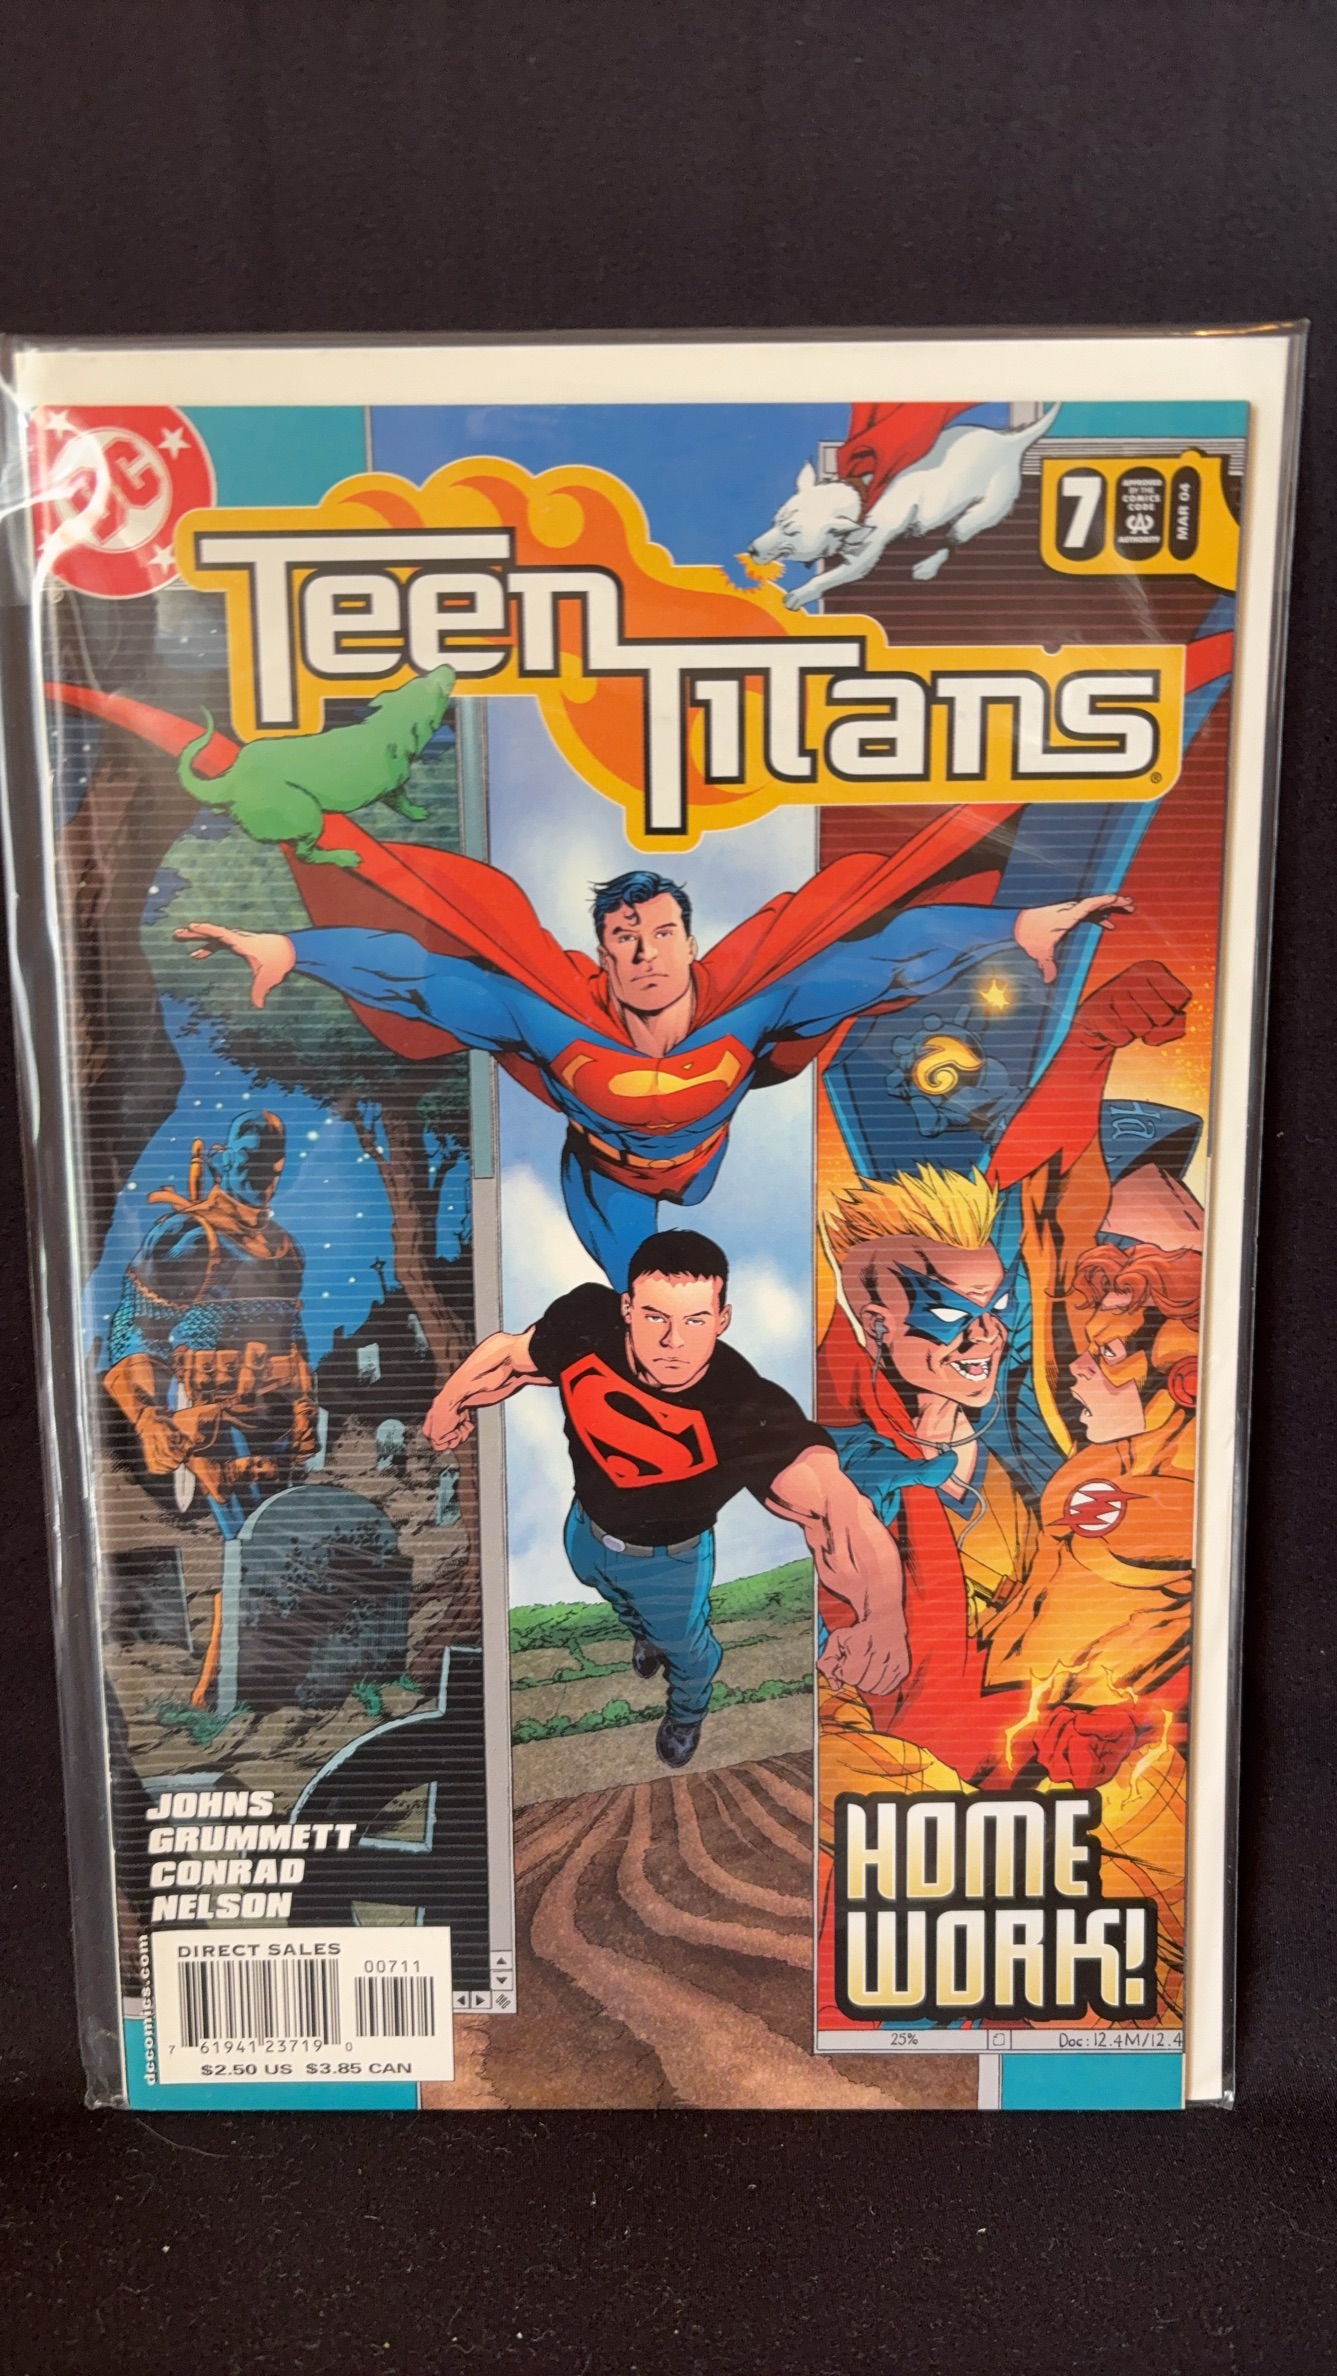 DC
7
APPROVED
BY THE
COMICS
CODE
CA
AUTHORITY
MAR 04
TEEN TITANS®
Ha
S
JOHNS
GRUMMETT
CONRAD
NELSON
HOME
WORK!
dccomics.com
DIRECT SALES
00711
7 61941 23719 0
$2.50 US $3.85 CAN
25%
Doc: 12.4M/12.4